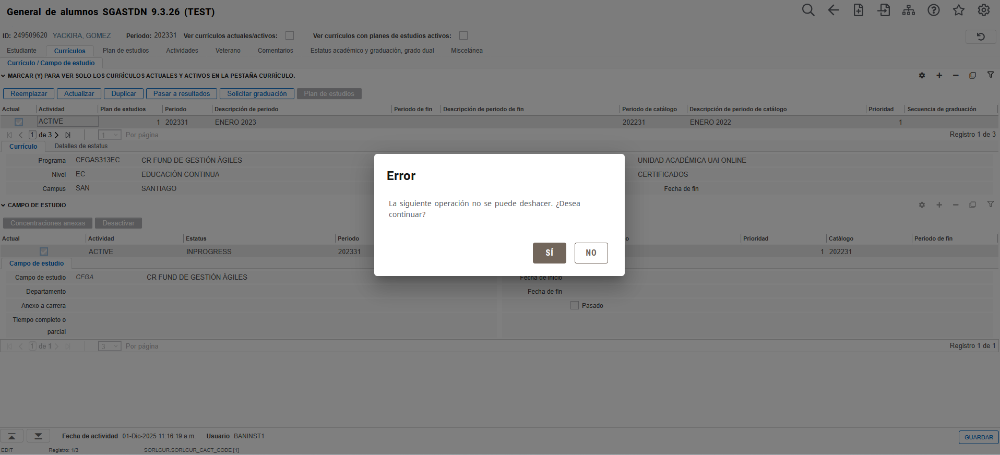 General de alumnos SGASTDN 9.3.26 (TEST)
ID: 249509620 YACKIRA, GOMEZ Periodo: 202331 Ver currículos actuales/activos: Ver currículos con planes de estudios activos:
Estudiante Currículos Plan de estudios Actividades Veterano Comentarios Estatus académico y graduación, grado dual Miscelánea
Currículo / Campo de estudio
MARCAR (Y) PARA VER SOLO LOS CURRÍCULOS ACTUALES Y ACTIVOS EN LA PESTAÑA CURRÍCULO.
Reemplazar Actualizar Duplicar Pasar a resultados Solicitar graduación Plan de estudios
Actual Actividad Plan de estudios Periodo Descripción de periodo Periodo de fin Descripción de periodo de fin Periodo de catálogo Descripción de periodo de catálogo Prioridad Secuencia de graduación
ACTIVE 1 202331 ENERO 2023 202231 ENERO 2022 1
1 de 3 1 Por página Registro 1 de 3
Currículo Detalles de estatus
Programa CFGAS313EC CR FUND DE GESTIÓN ÁGILES UNIDAD ACADÉMICA UAI ONLINE
Nivel EC EDUCACIÓN CONTINUA CERTIFICADOS
Campus SAN SANTIAGO Fecha de fin
Error
La siguiente operación no se puede deshacer. ¿Desea
continuar?
SÍ NO
CAMPO DE ESTUDIO
Concentraciones anexas Desactivar
Actual Actividad Estatus Periodo Prioridad Catálogo Periodo de fin
ACTIVE INPROGRESS 202331 1 202231
Campo de estudio
Campo de estudio CFGA CR FUND DE GESTIÓN ÁGILES Fecha de inicio
Departamento Fecha de fin
Anexo a carrera Pasado
Tiempo completo o
parcial
1 de 1 3 Por página Registro 1 de 1
Fecha de actividad 01-Dic-2025 11:16:19 a.m. Usuario BANINST1 GUARDAR
EDIT Registro: 1/3 SORLCUR.SORLCUR_CACT_CODE [1]